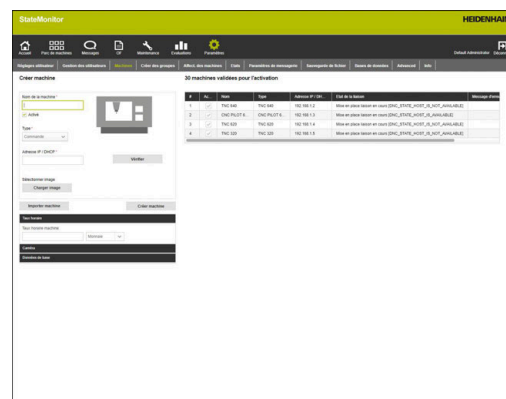 StateMonitor
HEIDENHAIN
Accueil Parc de machines Messages OF Maintenance Evaluations Paramètres
Default Administrator
Réglages utilisateur Gestion des utilisateurs Machines Créer des groupes Affect. des machines Etats Paramètres de messagerie Sauvegarde de fichier Bases de données Advanced Info
Créer machine
30 machines validées pour l'activation
Nom de la machine *
Activé
Type *
Commande
Adresse IP / DHCP *
Vérifier
Sélectionner image
Charger image
Importer machine Créer machine
Taux horaire
Taux horaire machine
Monnaie
Caméra
Données de base
# Ac... Nom Type Adresse IP / DH... Etat de la liaison
1 TNC 640 TNC 640 192.168.1.2 Mise en place liaison en cours [DNC_STATE_HOST_IS_NOT_AVAILABLE]
2 CNC PILOT 6... CNC PILOT 6... 192.168.1.3 Mise en place liaison en cours [DNC_STATE_HOST_IS_AVAILABLE]
3 TNC 620 TNC 620 192.168.1.4 Mise en place liaison en cours [DNC_STATE_HOST_IS_NOT_AVAILABLE]
4 TNC 320 TNC 320 192.168.1.5 Mise en place liaison en cours [DNC_STATE_HOST_IS_NOT_AVAILABLE]